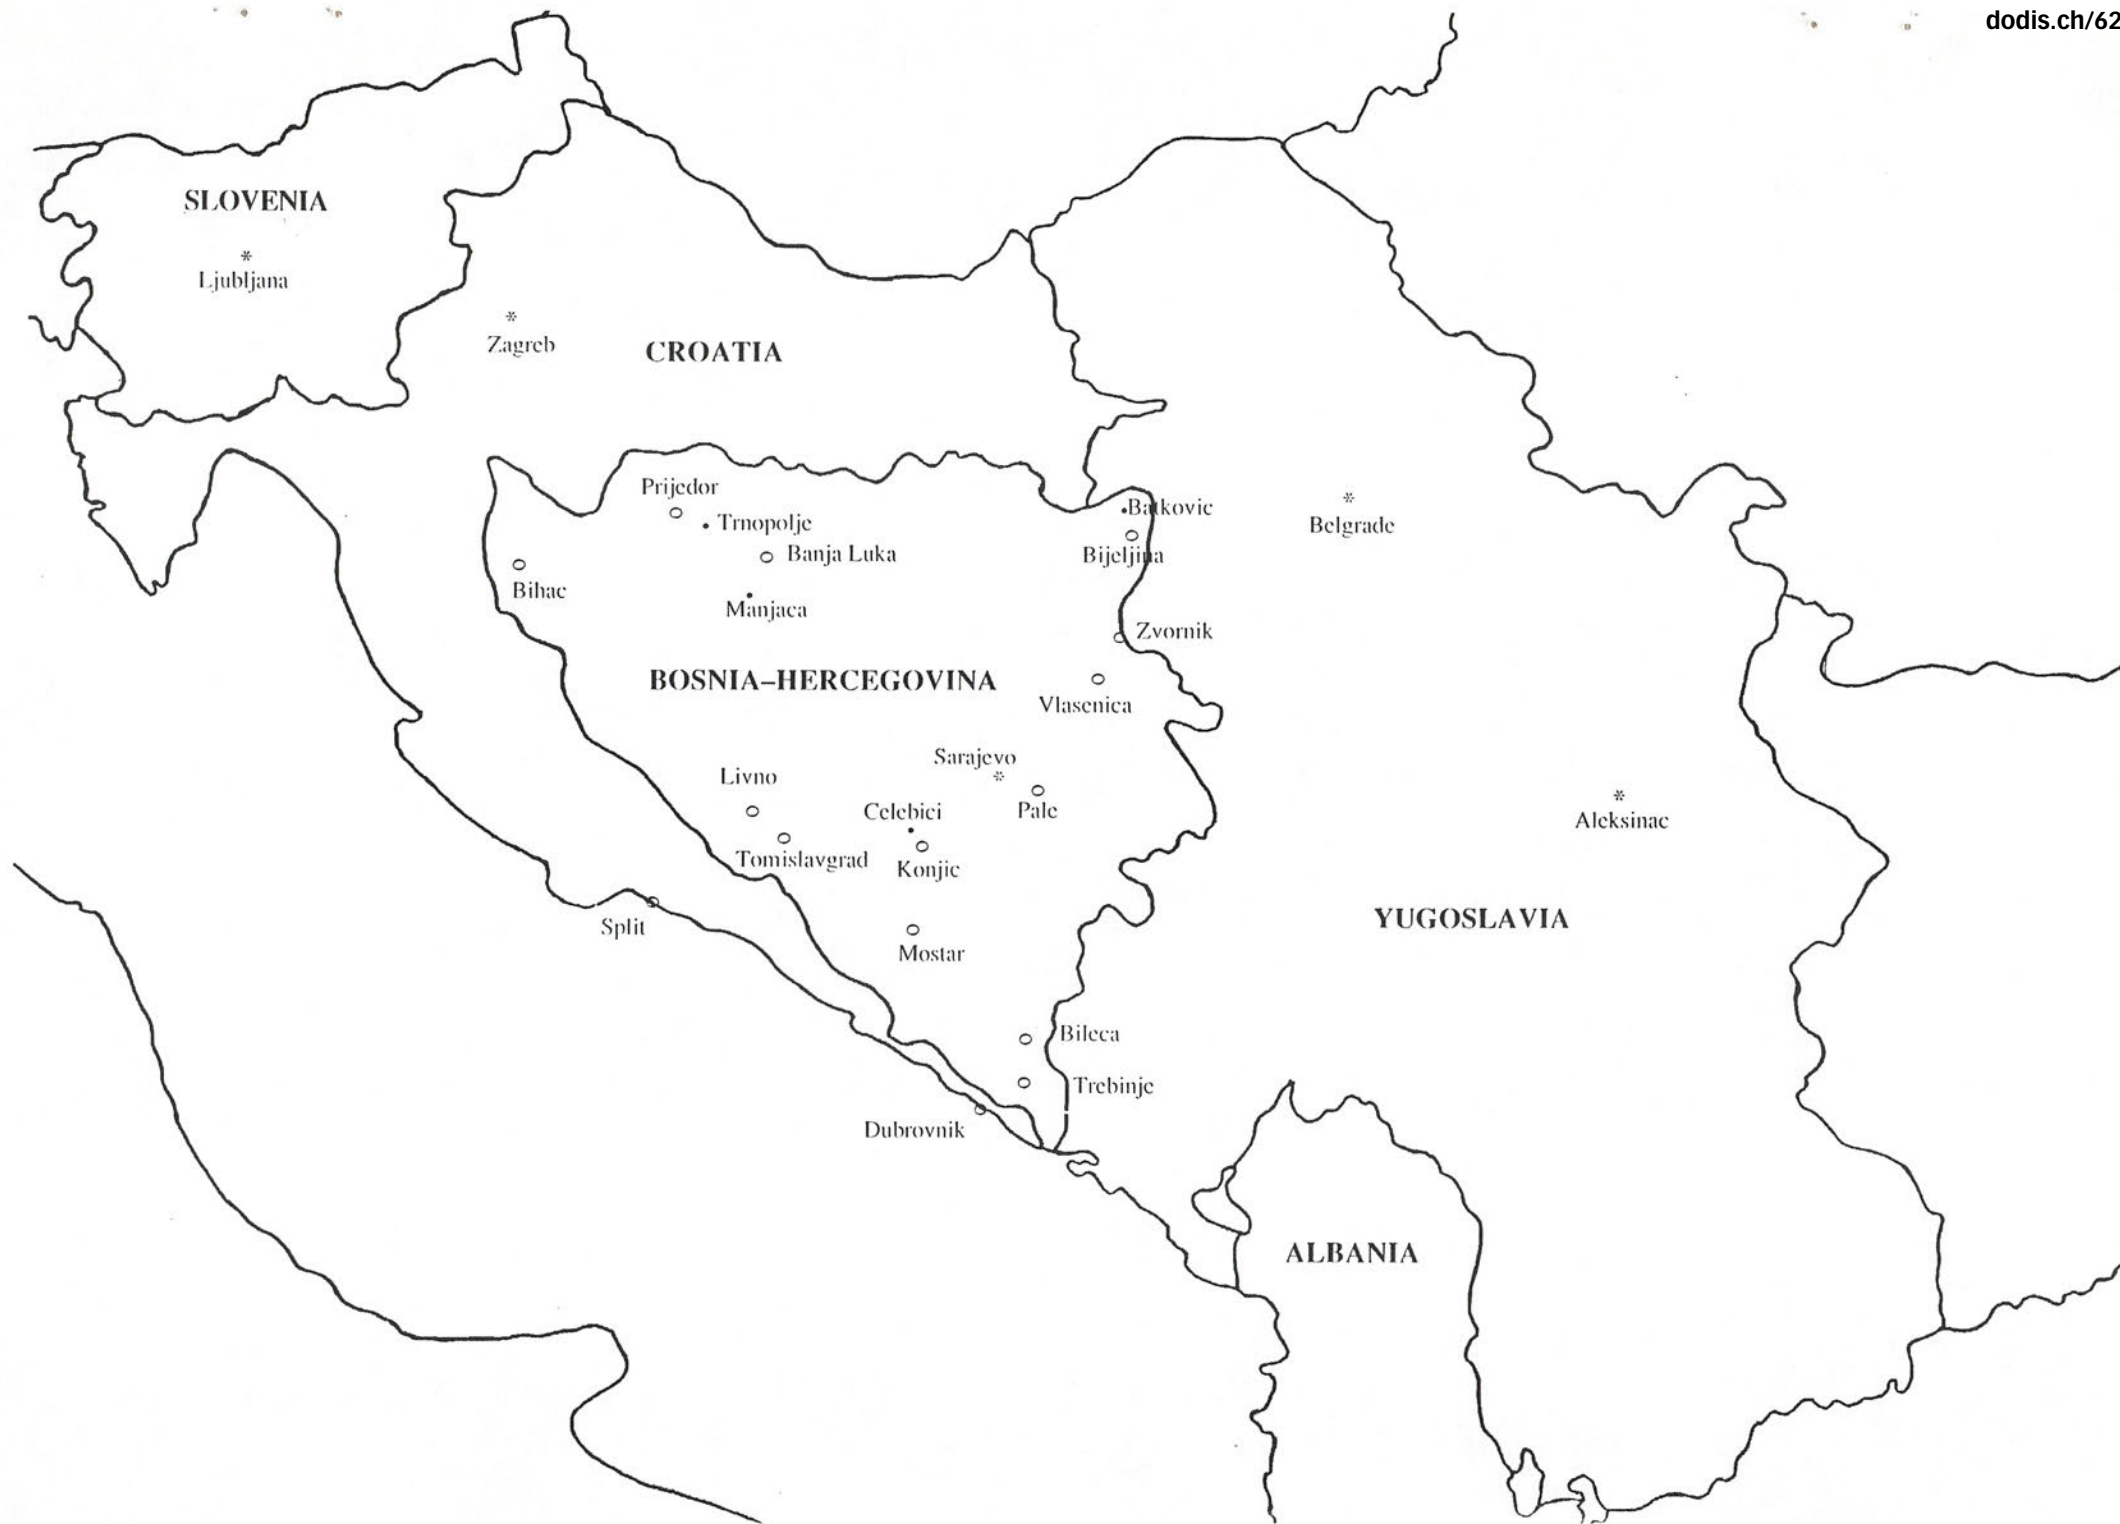 dodis.ch/62
SLOVENIA
*
Ljubljana
*
Zagreb
CROATIA
Prijedor
Trnopolje
Banja Luka
Bihac
Manjaca
Batkovic
Bijeljina
*
Belgrade
Zvornik
BOSNIA–HERCEGOVINA
Vlasenica
Sarajevo
*
Livno
Pale
Celebici
Tomislavgrad
Konjic
*
Aleksinac
Split
YUGOSLAVIA
Mostar
Bileca
Trebinje
Dubrovnik
ALBANIA